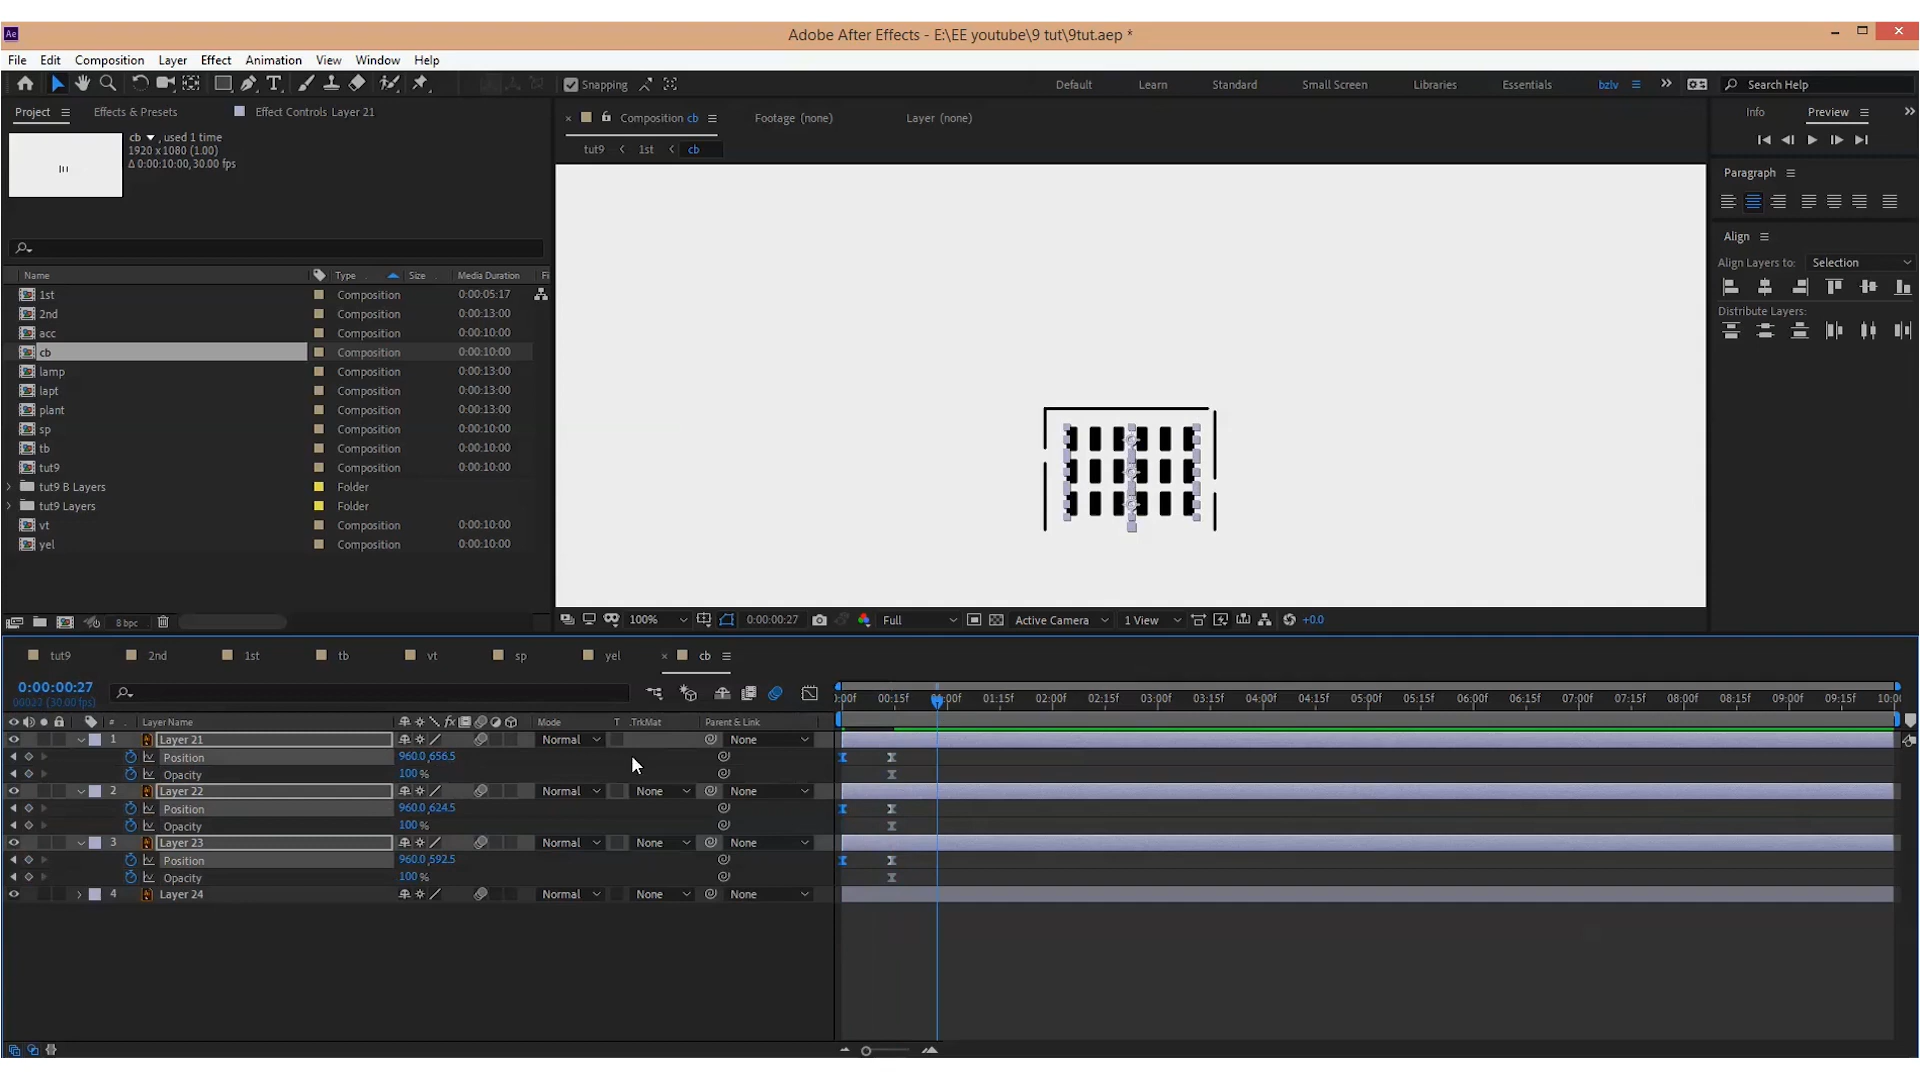 Ae
Adobe After Effects - E:\EE youtube\9 tut\9tut.aep *
File Edit Composition Layer Effect Animation View Window Help
Snapping
Default Learn Standard Small Screen Libraries Essentials bziv
Search Help
Project
Effects & Presets
Effect Controls Layer 21
Composition cb
Footage (none)
Layer (none)
Info
Preview
cb , used 1 time
1920 x 1080 (1.00)
Δ 0:00:10:00, 30.00 fps
tut9 1st cb
Paragraph
Align
Align Layers to: Selection
Distribute Layers:
Name Type Size Media Duration Fi
1st Composition 0:00:05:17
2nd Composition 0:00:13:00
acc Composition 0:00:10:00
cb Composition 0:00:10:00
lamp Composition 0:00:13:00
lapt Composition 0:00:13:00
plant Composition 0:00:13:00
sp Composition 0:00:10:00
tb Composition 0:00:10:00
tut9 Composition 0:00:10:00
tut9 B Layers Folder
tut9 Layers Folder
vt Composition 0:00:10:00
yel Composition 0:00:10:00
8 bpc
100% 0:00:00:27 Full Active Camera 1 View +0.0
tut9 2nd 1st tb vt sp yel cb
0:00:00:27
00027 (30.00 fps)
:00f 00:15f 01:00f 01:15f 02:00f 02:15f 03:00f 03:15f 04:00f 04:15f 05:00f 05:15f 06:00f 06:15f 07:00f 07:15f 08:00f 08:15f 09:00f 09:15f 10:0
# Layer Name fx Mode T .TrkMat Parent & Link
1 Layer 21 Normal None
Position 960.0,656.5
Opacity 100 %
2 Layer 22 Normal None None
Position 960.0,624.5
Opacity 100 %
3 Layer 23 Normal None None
Position 960.0,592.5
Opacity 100 %
4 Layer 24 Normal None None